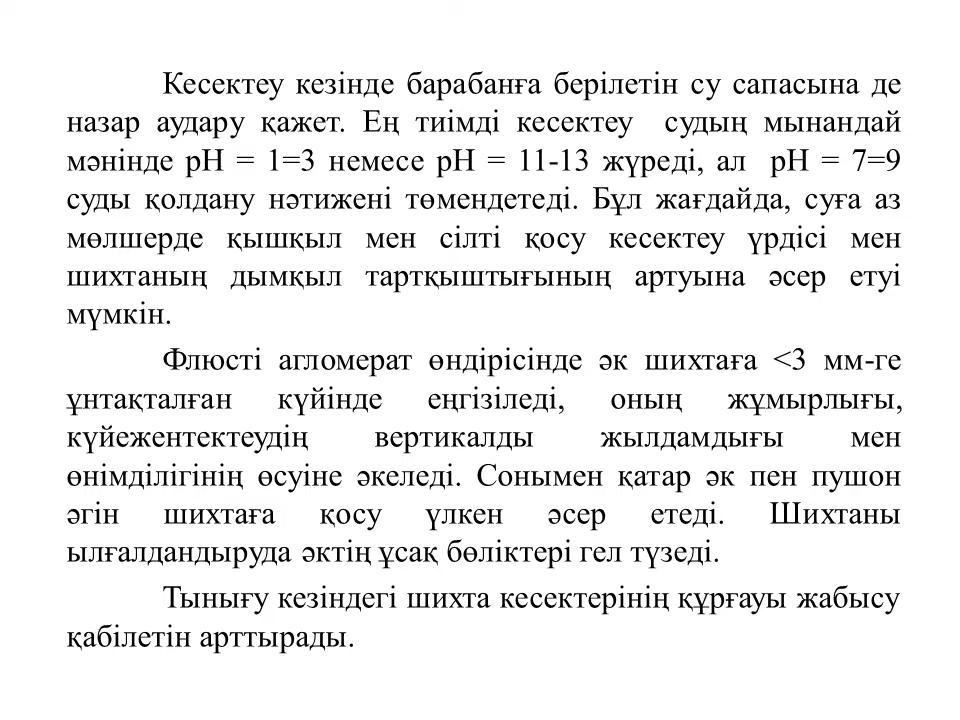 Кесектеу кезінде барабанға берілетін су сапасына де
назар аудару қажет. Ең тиімді кесектеу судың мынандай
мәнінде рН = 1=3 немесе рН = 11-13 жүреді, ал рН = 7=9
суды қолдану нәтижені төмендетеді. Бұл жағдайда, суға аз
мөлшерде қышқыл мен сілті қосу кесектеу үрдісі мен
шихтаның дымқыл тартқыштығының артуына әсер етуі
мүмкін.
Флюсті агломерат өндірісінде әк шихтаға <3 мм-ге
ұнтақталған күйінде еңгізіледі, оның жұмырлығы,
күйежентектеудің вертикалды жылдамдығы мен
өнімділігінің өсуіне әкеледі. Сонымен қатар әк пен пушон
әгін шихтаға қосу үлкен әсер етеді. Шихтаны
ылғалдандыруда әктің ұсақ бөліктері гел түзеді.
Тынығу кезіндегі шихта кесектерінің құрғауы жабысу
қабілетін арттырады.